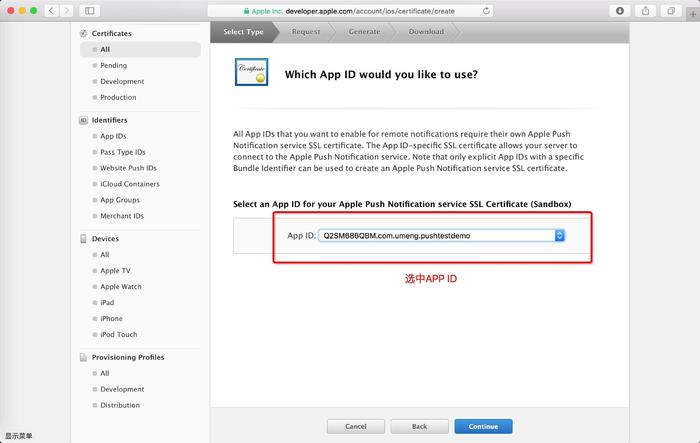 Apple Inc. developer.apple.com/account/ios/certificate/create
Certificates
All
Pending
Development
Production
Identifiers
App IDs
Pass Type IDs
Website Push IDs
iCloud Containers
App Groups
Merchant IDs
Devices
All
Apple TV
Apple Watch
iPad
iPhone
iPod Touch
Provisioning Profiles
All
Development
Distribution
Select Type
Request
Generate
Download
Certificate
Which App ID would you like to use?
All App IDs that you want to enable for remote notifications require their own Apple Push
Notification service SSL certificate. The App ID-specific SSL certificate allows your server
to connect to the Apple Push Notification service. Note that only explicit App IDs with a specific
Bundle Identifier can be used to create an Apple Push Notification service SSL certificate.
Select an App ID for your Apple Push Notification service SSL Certificate (Sandbox)
App ID: Q2SM686QBM.com.umeng.pushtestdemo
选中APP ID
Cancel
Back
Continue
显示菜单